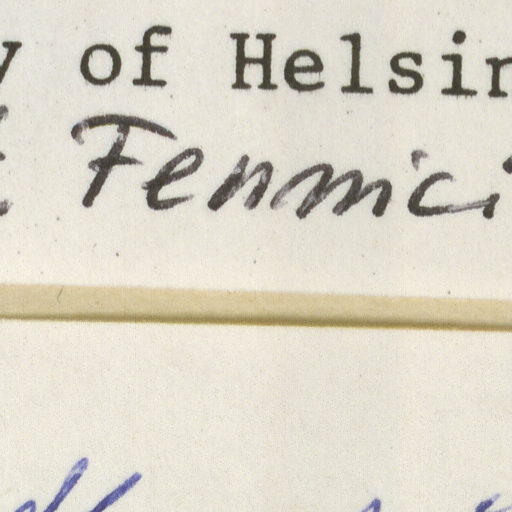 y of Helsin
Fennici